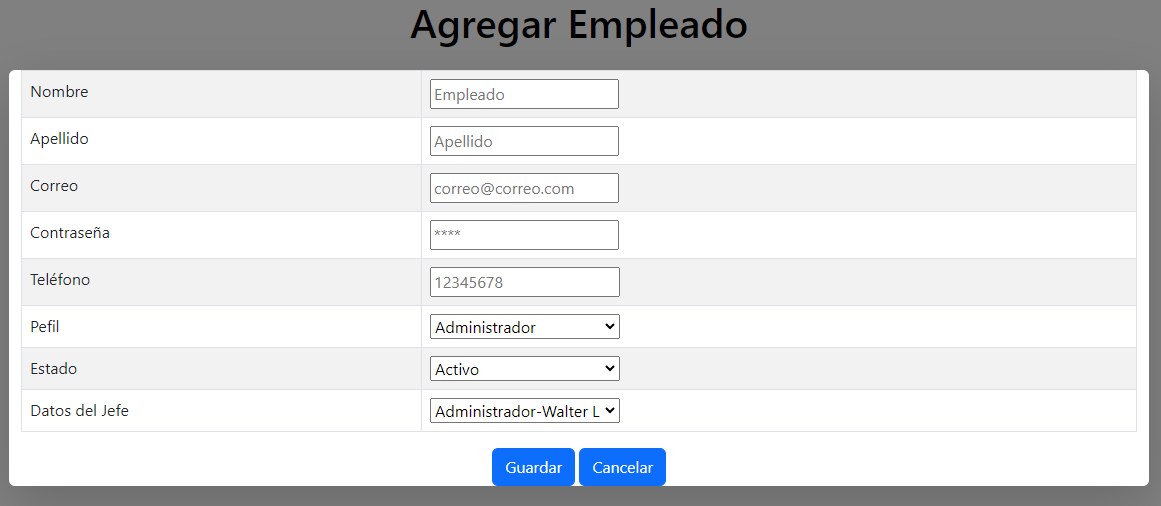 Agregar Empleado
Nombre Empleado
Apellido Apellido
Correo correo@correo.com
Contraseña ****
Teléfono 12345678
Pefil Administrador
Estado Activo
Datos del Jefe Administrador-Walter L
Guardar Cancelar